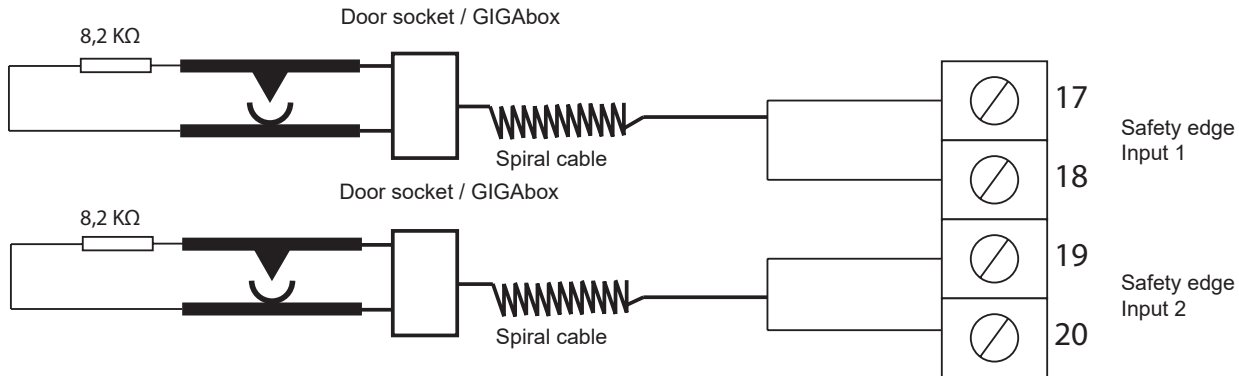 Door socket / GIGAbox
8,2 KΩ
Spiral cable
17
18
Safety edge
Input 1
Door socket / GIGAbox
8,2 KΩ
Spiral cable
19
20
Safety edge
Input 2